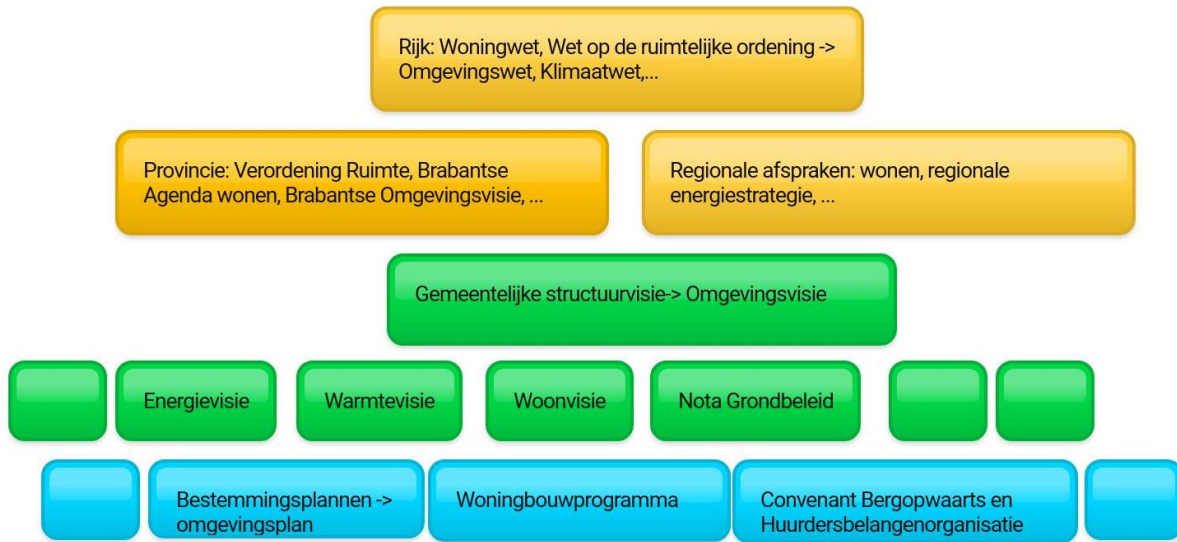 Rijk: Woningwet, Wet op de ruimtelijke ordening ->
Omgevingswet, Klimaatwet,...
Provincie: Verordening Ruimte, Brabantse
Agenda wonen, Brabantse Omgevingsvisie, ...
Regionale afspraken: wonen, regionale
energiestrategie, ...
Gemeentelijke structuurvisie-> Omgevingsvisie
Energievisie
Warmtevisie
Woonvisie
Nota Grondbeleid
Bestemmingsplannen ->
omgevingsplan
Woningbouwprogramma
Convenant Bergopwaarts en
Huurdersbelangenorganisatie